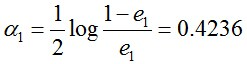 α₁ = 1/2 log (1 − e₁)/e₁ = 0.4236